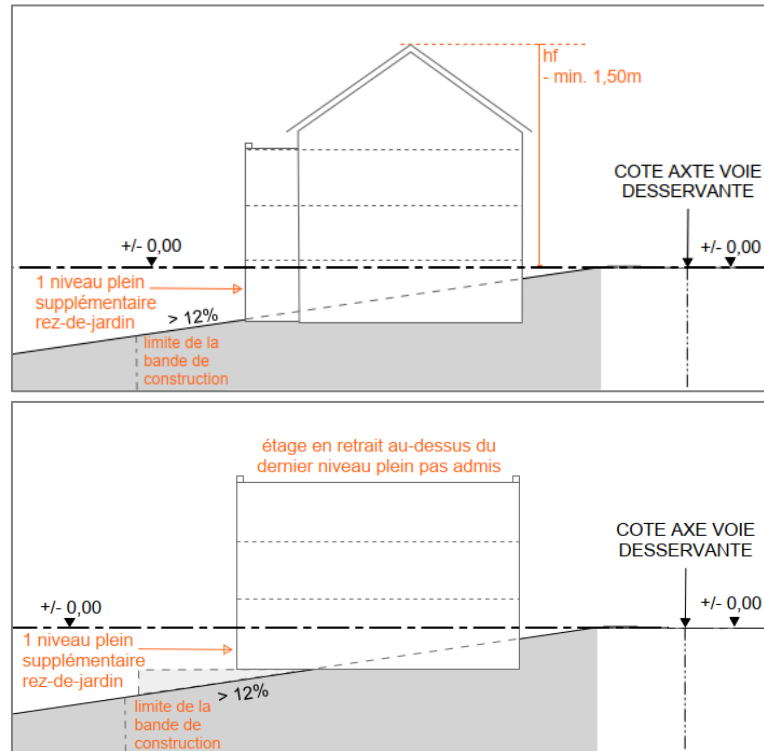 hf
- min. 1,50m
COTE AXTE VOIE
DESSERVANTE
+/- 0,00
+/- 0,00
1 niveau plein
supplémentaire
rez-de-jardin
> 12%
limite de la
bande de
construction
étage en retrait au-dessus du
dernier niveau plein pas admis
COTE AXE VOIE
DESSERVANTE
+/- 0,00
+/- 0,00
1 niveau plein
supplémentaire
rez-de-jardin
> 12%
limite de la
bande de
construction